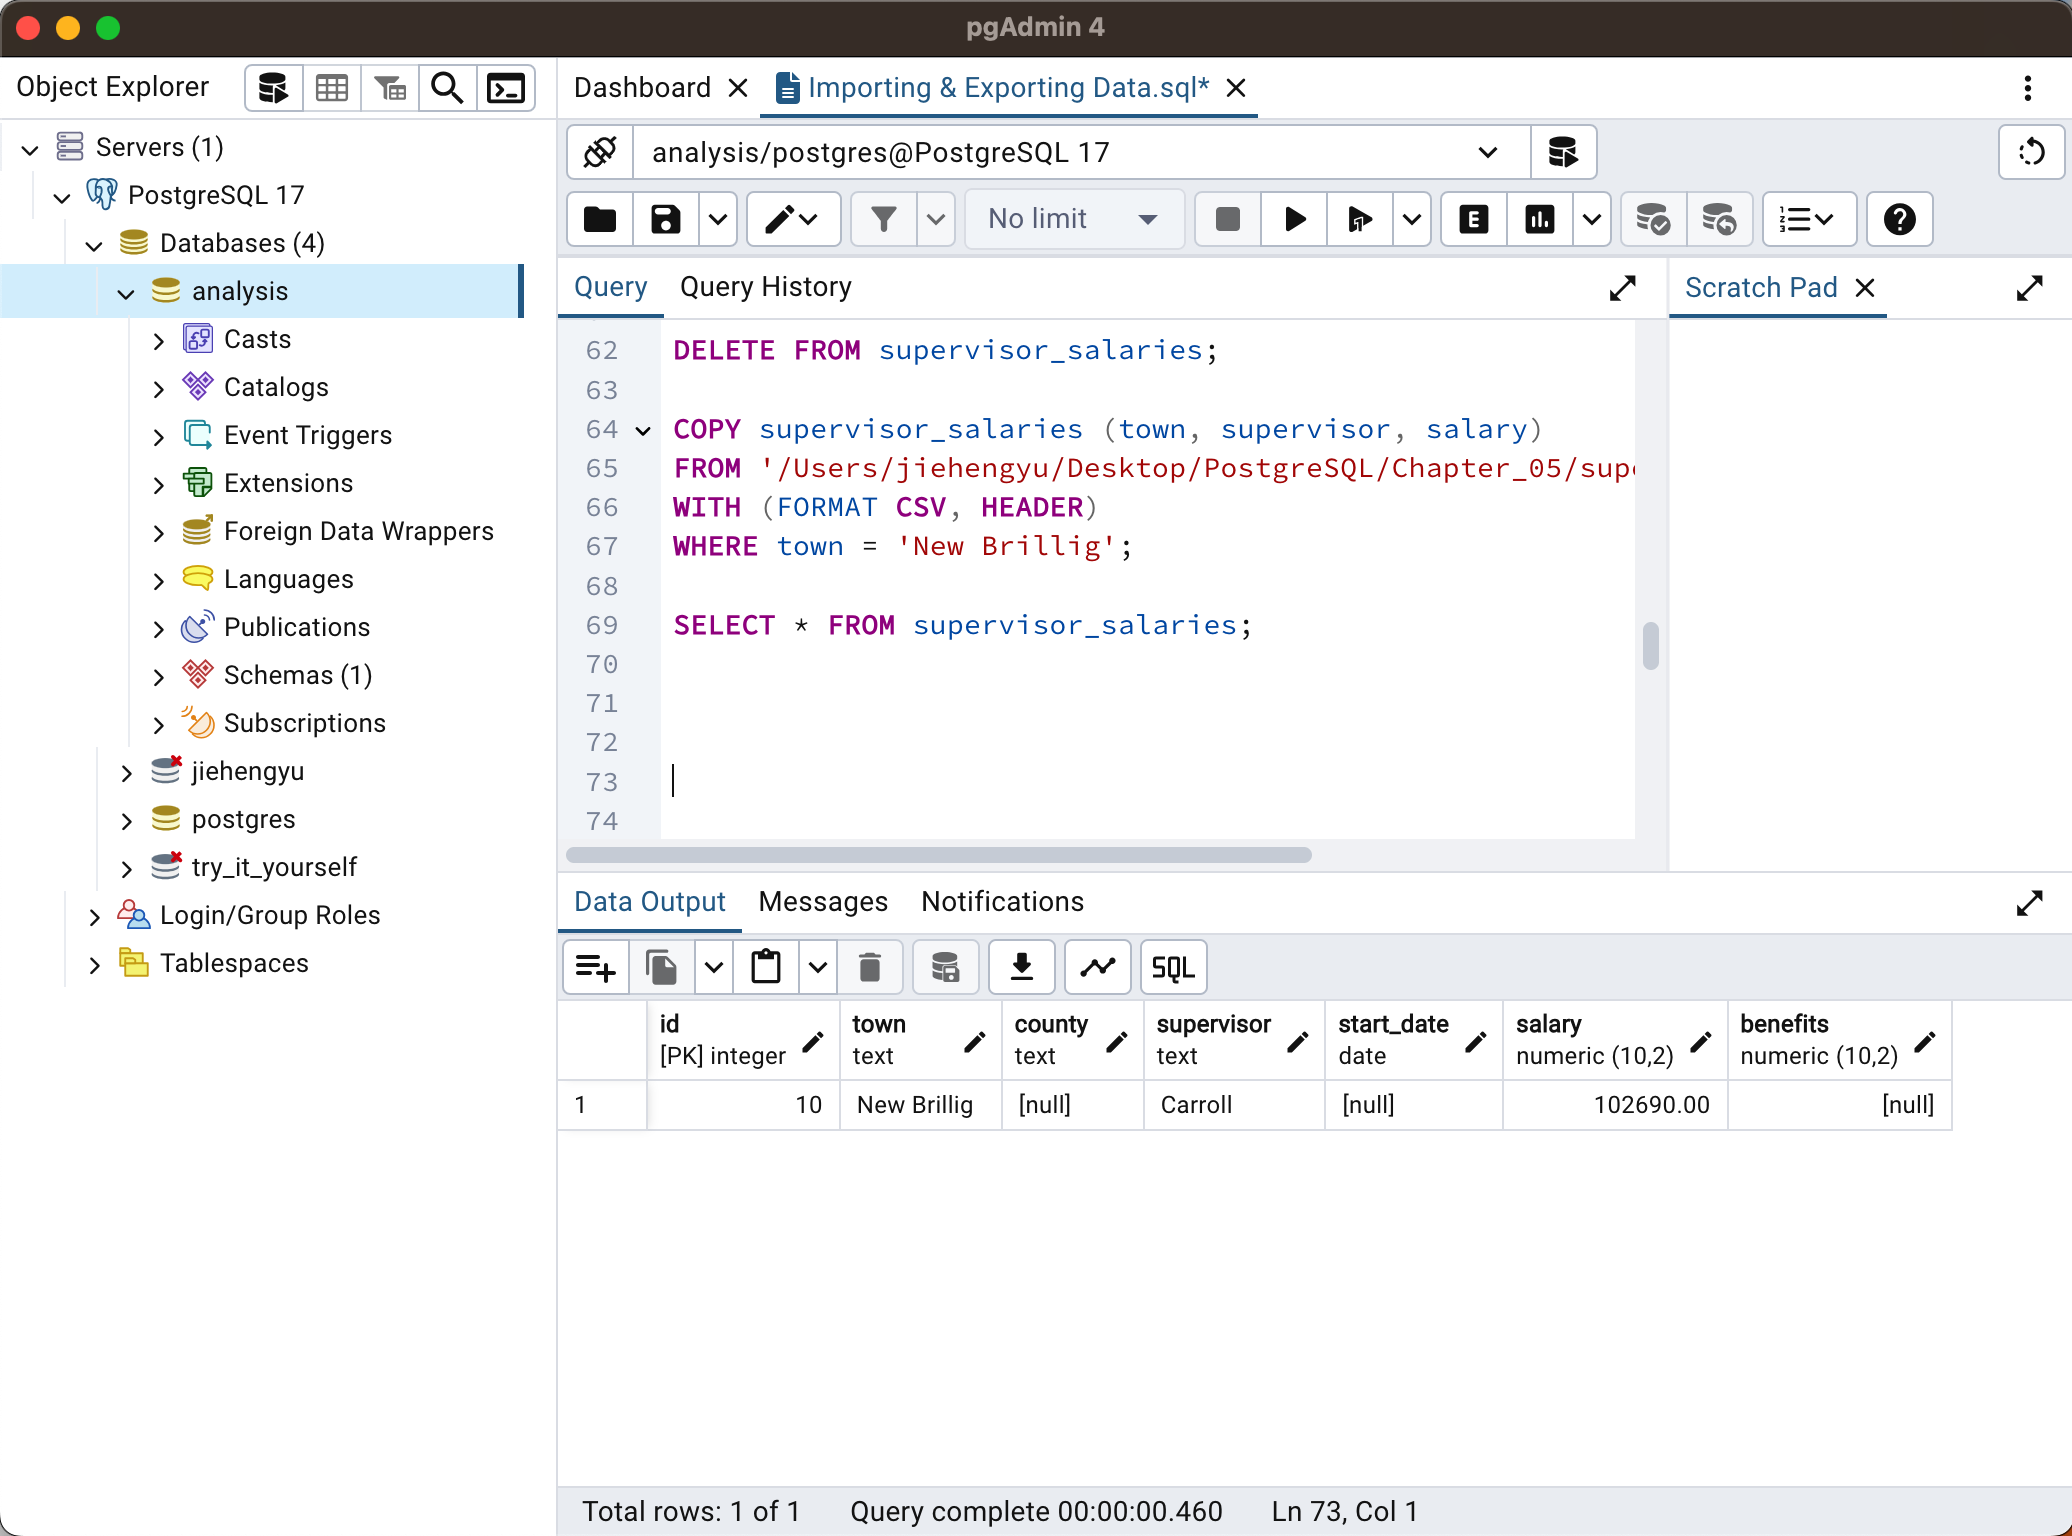 pgAdmin 4
Object Explorer
Servers (1)
PostgreSQL 17
Databases (4)
analysis
Casts
Catalogs
Event Triggers
Extensions
Foreign Data Wrappers
Languages
Publications
Schemas (1)
Subscriptions
jiehengyu
postgres
try_it_yourself
Login/Group Roles
Tablespaces
Dashboard
Importing & Exporting Data.sql*
analysis/postgres@PostgreSQL 17
No limit
E
Query
Query History
Scratch Pad
62 DELETE FROM supervisor_salaries;
63
64 COPY supervisor_salaries (town, supervisor, salary)
65 FROM '/Users/jiehengyu/Desktop/PostgreSQL/Chapter_05/sup
66 WITH (FORMAT CSV, HEADER)
67 WHERE town = 'New Brillig';
68
69 SELECT * FROM supervisor_salaries;
70
71
72
73
74
Data Output Messages Notifications
SQL
id town county supervisor start_date salary benefits
[PK] integer text text text date numeric (10,2) numeric (10,2)
1 10 New Brillig [null] Carroll [null] 102690.00 [null]
Total rows: 1 of 1 Query complete 00:00:00.460 Ln 73, Col 1